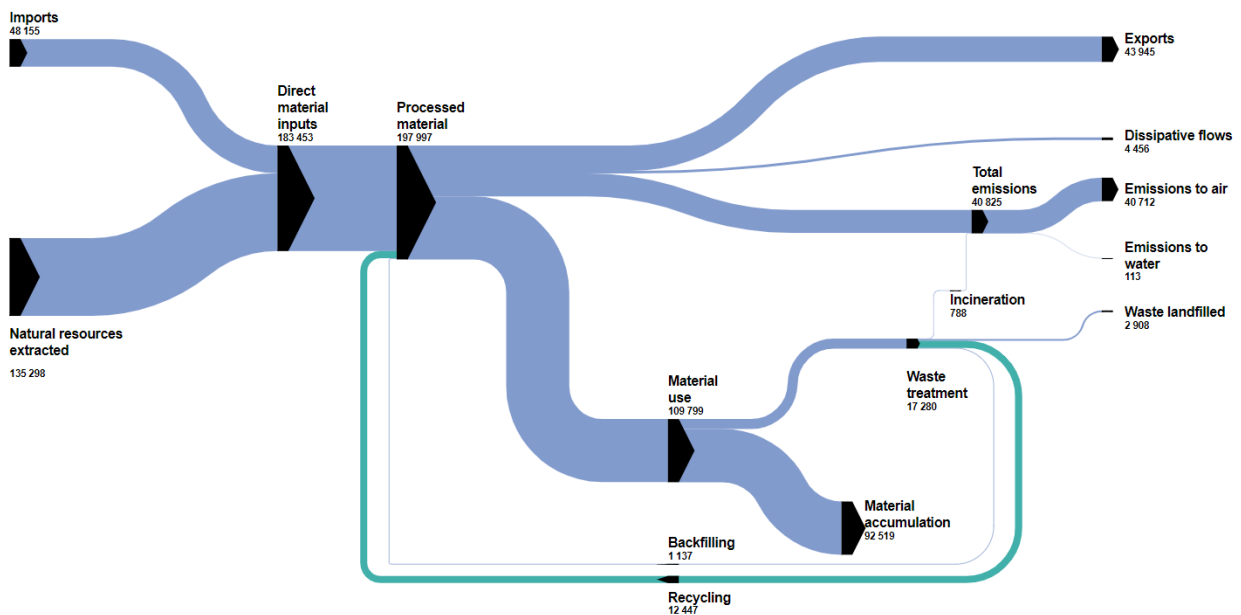 Imports
48 155
Direct
material
inputs
183 453
Processed
material
197 997
Exports
43 945
Dissipative flows
4 456
Total
emissions
40 825
Emissions to air
40 712
Emissions to
water
113
Incineration
788
Waste landfilled
2 908
Natural resources
extracted
135 298
Material
use
109 799
Waste
treatment
17 280
Material
accumulation
92 519
Backfilling
1 137
Recycling
12 447